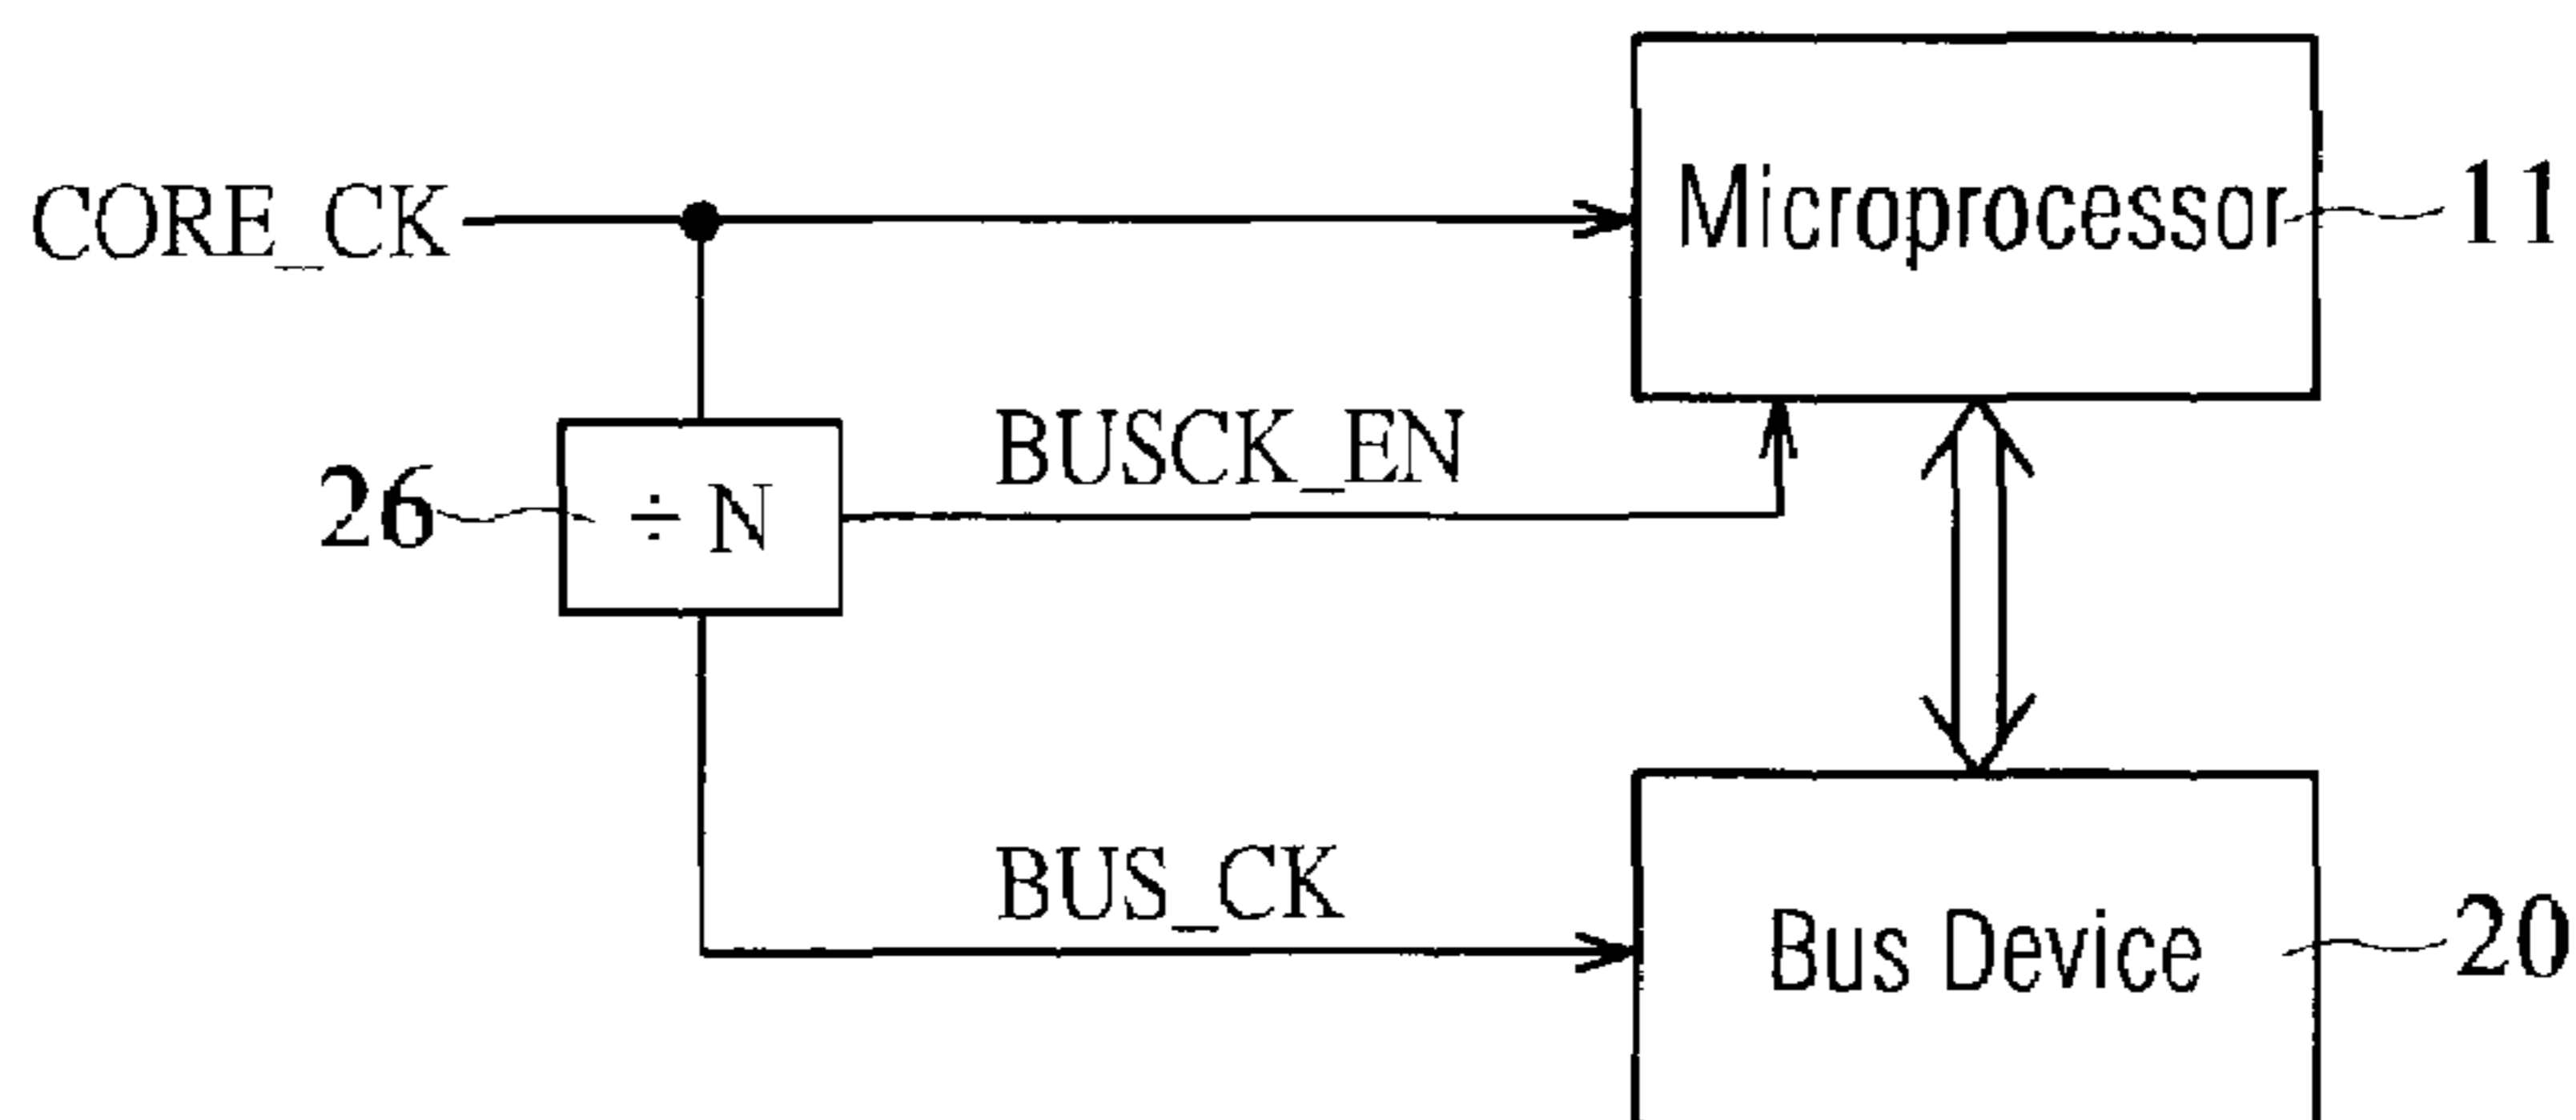 CORE_CK
Microprocessor
11
26
÷ N
BUSCK_EN
BUS_CK
Bus Device
20